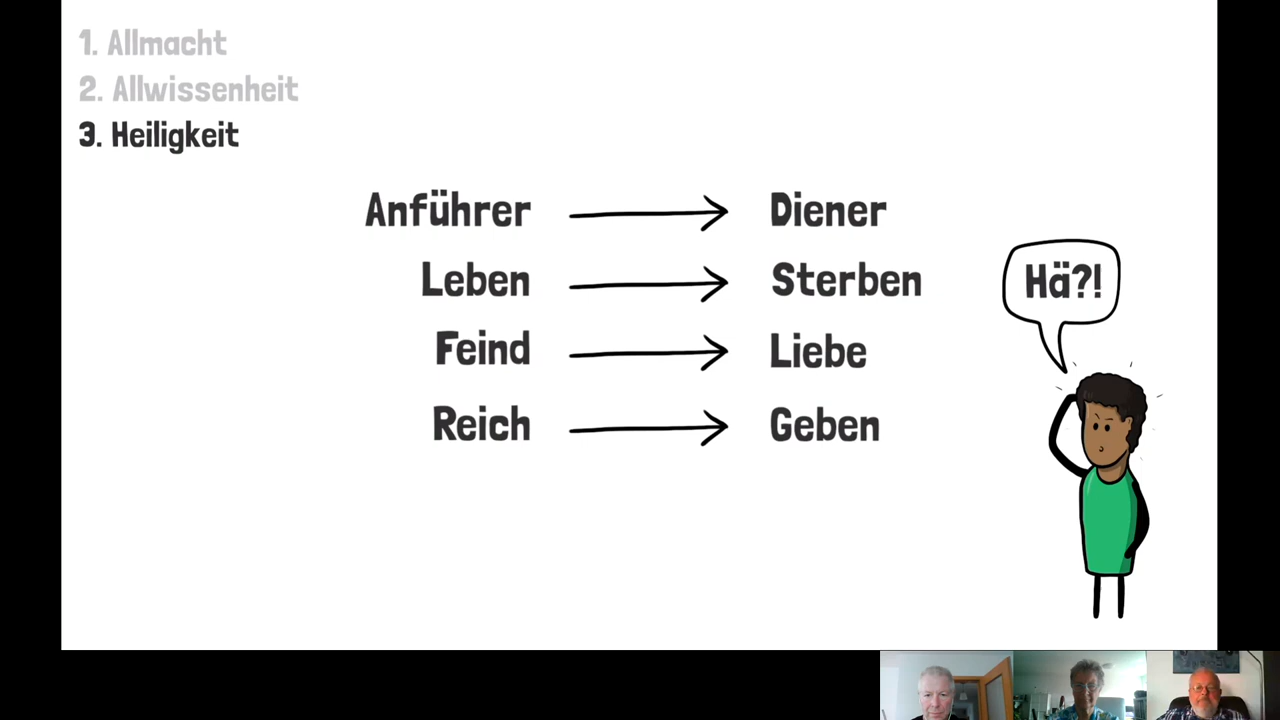 1. Allmacht
2. Allwissenheit
3. Heiligkeit
Anführer Diener
Leben Sterben
Feind Liebe
Reich Geben
Hä?!